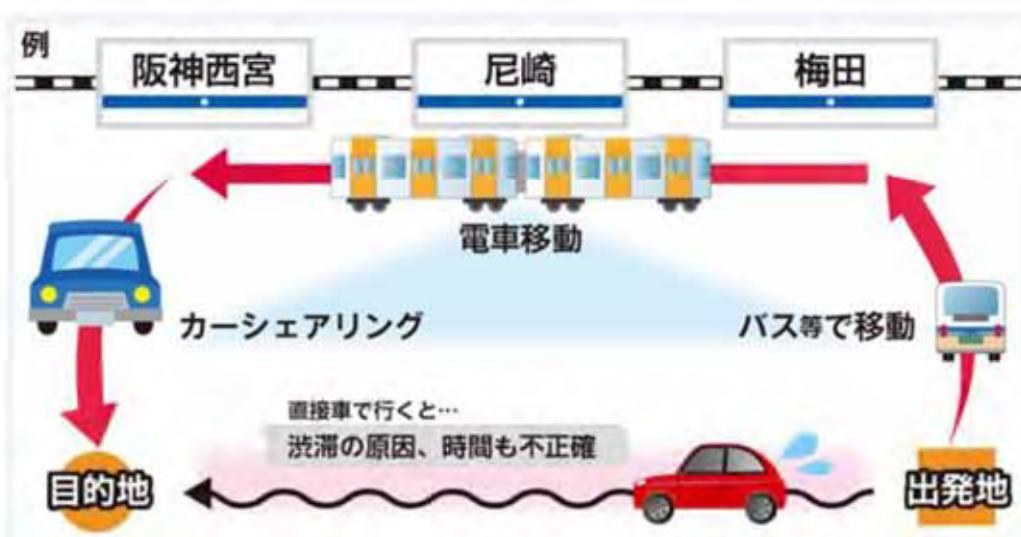 例
阪神西宮
尼崎
梅田
電車移動
カーシェアリング
バス等で移動
直接車で行くと…
渋滞の原因、時間も不正確
目的地
出発地